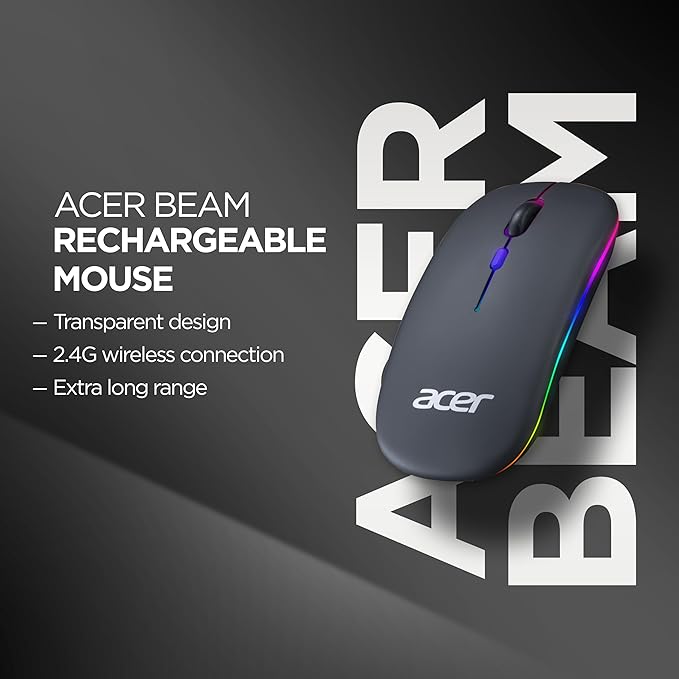 ACER BEAM
RECHARGEABLE
MOUSE
– Transparent design
– 2.4G wireless connection
– Extra long range
ACER
BEAM
acer